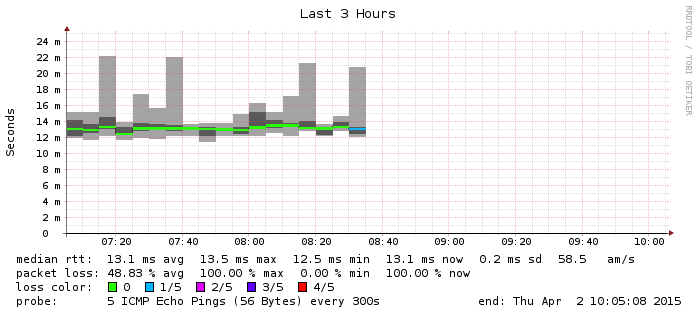 Last 3 Hours
RRDTOOL / TOBI OETIKER
Seconds
24 m
22 m
20 m
18 m
16 m
14 m
12 m
10 m
8 m
6 m
4 m
2 m
0
07:20 07:40 08:00 08:20 08:40 09:00 09:20 09:40 10:00
median rtt: 13.1 ms avg 13.5 ms max 12.5 ms min 13.1 ms now 0.2 ms sd 58.5 am/s
packet loss: 48.83 % avg 100.00 % max 0.00 % min 100.00 % now
loss color: 0 1/5 2/5 3/5 4/5
probe: 5 ICMP Echo Pings (56 Bytes) every 300s end: Thu Apr 2 10:05:08 2015